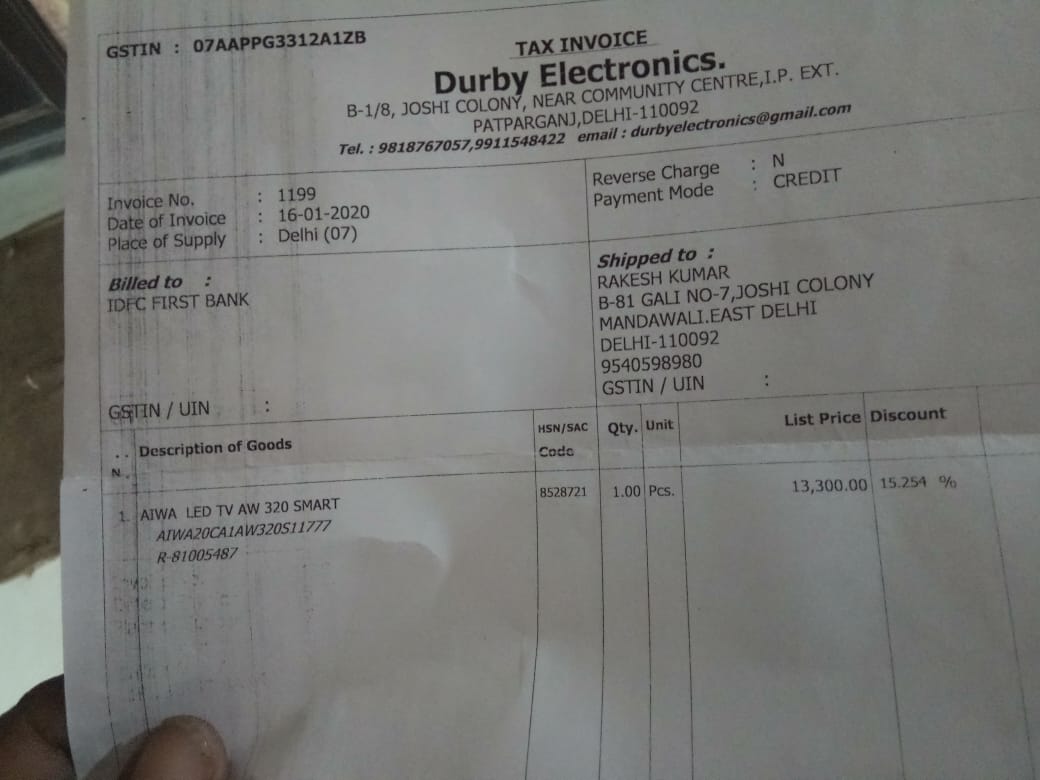 GSTIN : 07AAPPG3312A1ZB
TAX INVOICE
Durby Electronics.
B-1/8, JOSHI COLONY, NEAR COMMUNITY CENTRE,I.P. EXT.
PATPARGANJ,DELHI-110092
Tel. : 9818767057,9911548422 email : durbyelectronics@gmail.com
Invoice No. : 1199
Date of Invoice : 16-01-2020
Place of Supply : Delhi (07)
Reverse Charge : N
Payment Mode : CREDIT
Billed to :
IDFC FIRST BANK
GSTIN / UIN :
Shipped to :
RAKESH KUMAR
B-81 GALI NO-7,JOSHI COLONY
MANDAWALI.EAST DELHI
DELHI-110092
9540598980
GSTIN / UIN :
N. Description of Goods HSN/SAC Code Qty. Unit List Price Discount
1. AIWA LED TV AW 320 SMART 8528721 1.00 Pcs. 13,300.00 15.254 %
AIWA20CA1AW320S11777
R-81005487